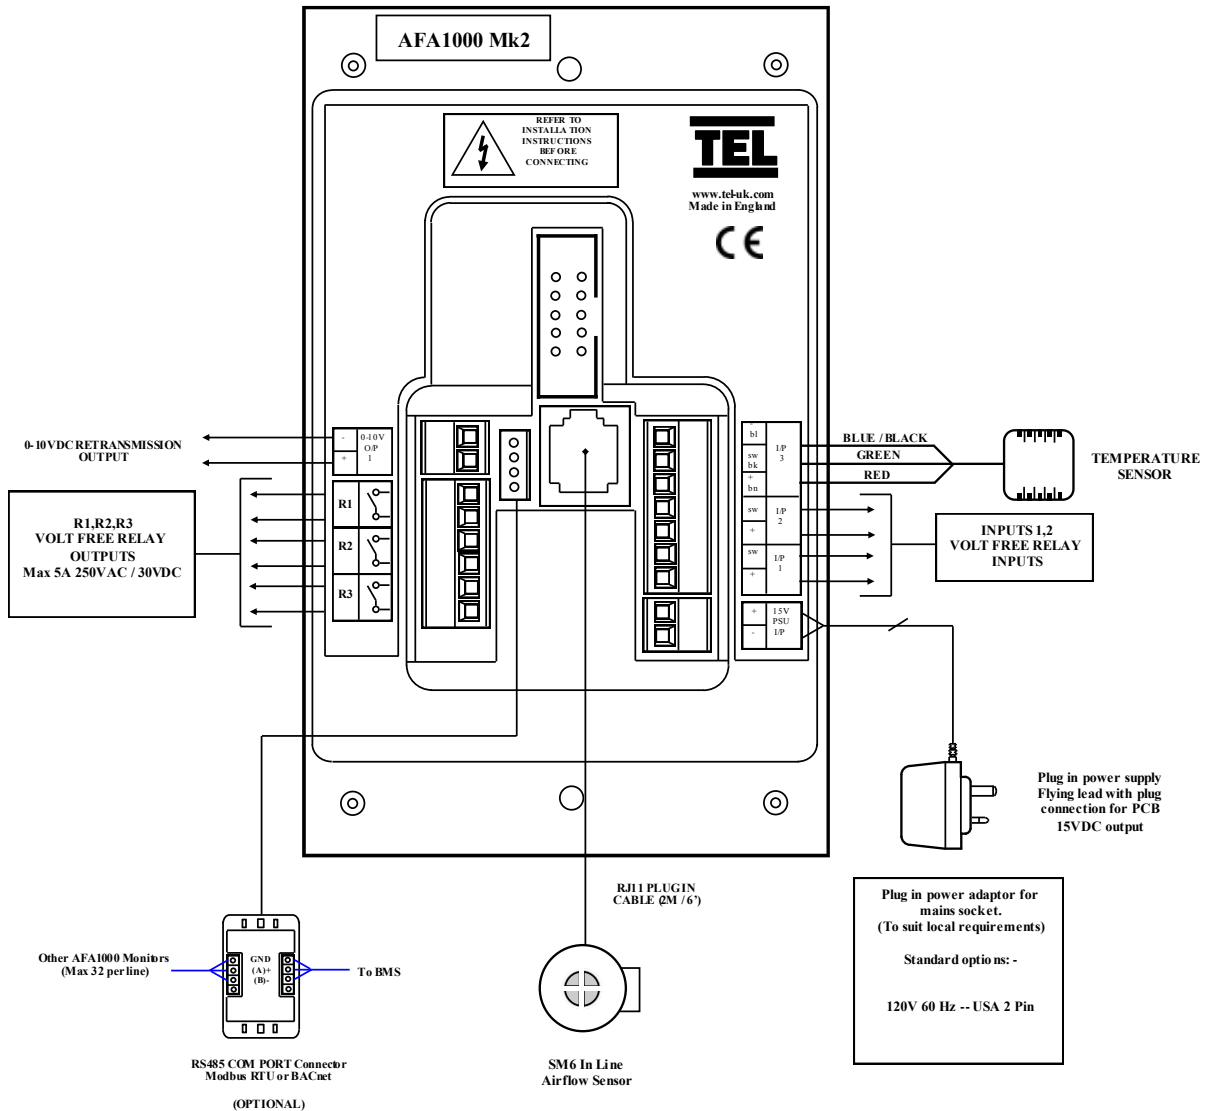 AFA1000 Mk2
REFER TO
INSTALLATION
INSTRUCTIONS
BEFORE
CONNECTING
TEL
www.tel-uk.com
Made in England
CE
0-10VDC RETRANSMISSION
OUTPUT
-
+
0-10V
O/P
1
R1
R2
R3
R1,R2,R3
VOLT FREE RELAY
OUTPUTS
Max 5A 250VAC / 30VDC
-
bl
sw
bk
+
bn
I/P
3
sw
+
I/P
2
sw
+
I/P
1
+
-
15V
PSU
I/P
BLUE / BLACK
GREEN
RED
TEMPERATURE
SENSOR
INPUTS 1,2
VOLT FREE RELAY
INPUTS
Plug in power supply
Flying lead with plug
connection for PCB
15VDC output
Plug in power adaptor for
mains socket.
(To suit local requirements)
Standard options: -
120V 60 Hz -- USA 2 Pin
RJ11 PLUG IN
CABLE (2M / 6')
SM6 In Line
Airflow Sensor
Other AFA1000 Monitors
(Max 32 per line)
GND
(A)+
(B)-
To BMS
RS485 COM PORT Connector
Modbus RTU or BACnet
(OPTIONAL)